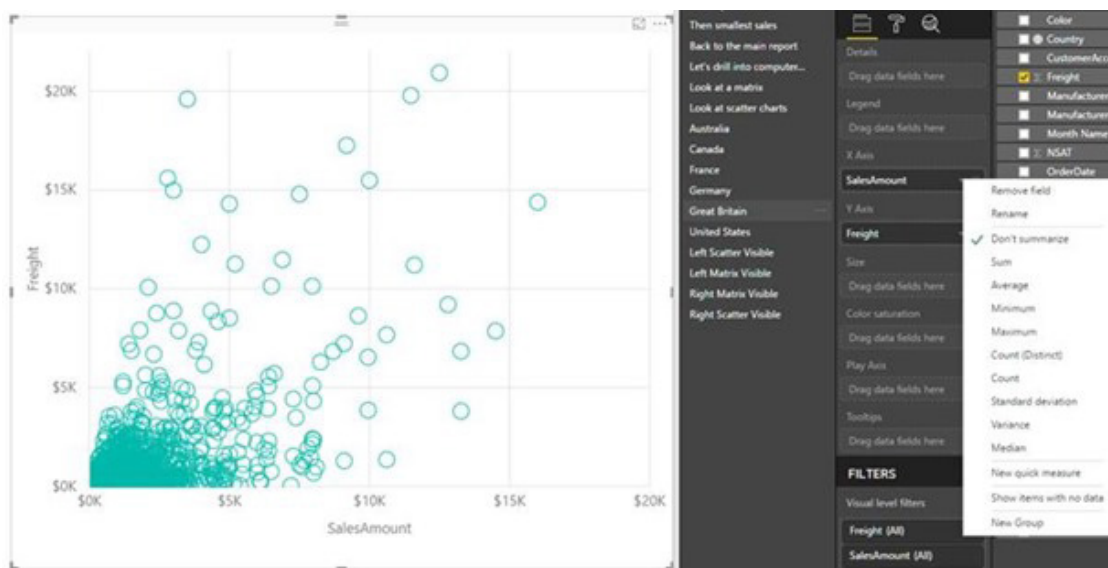 $20K
$15K
$10K
$5K
$0K
Freight
$0K
$5K
$10K
$15K
$20K
SalesAmount
Then smallest sales
Back to the main report
Let's drill into computer...
Look at a matrix
Look at scatter charts
Australia
Canada
France
Germany
Great Britain
United States
Left Scatter Visible
Left Matrix Visible
Right Matrix Visible
Right Scatter Visible
Details
Drag data fields here
Legend
Drag data fields here
X Axis
SalesAmount
Y Axis
Freight
Size
Drag data fields here
Color saturation
Drag data fields here
Play Axis
Drag data fields here
Tooltips
Drag data fields here
FILTERS
Visual level filters
Freight (All)
SalesAmount (All)
Color
Country
CustomerAcco
Freight
Manufacturer
Manufacturer
Month Name
NSAT
OrderDate
Remove field
Rename
Don't summarize
Sum
Average
Minimum
Maximum
Count (Distinct)
Count
Standard deviation
Variance
Median
New quick measure
Show items with no data
New Group